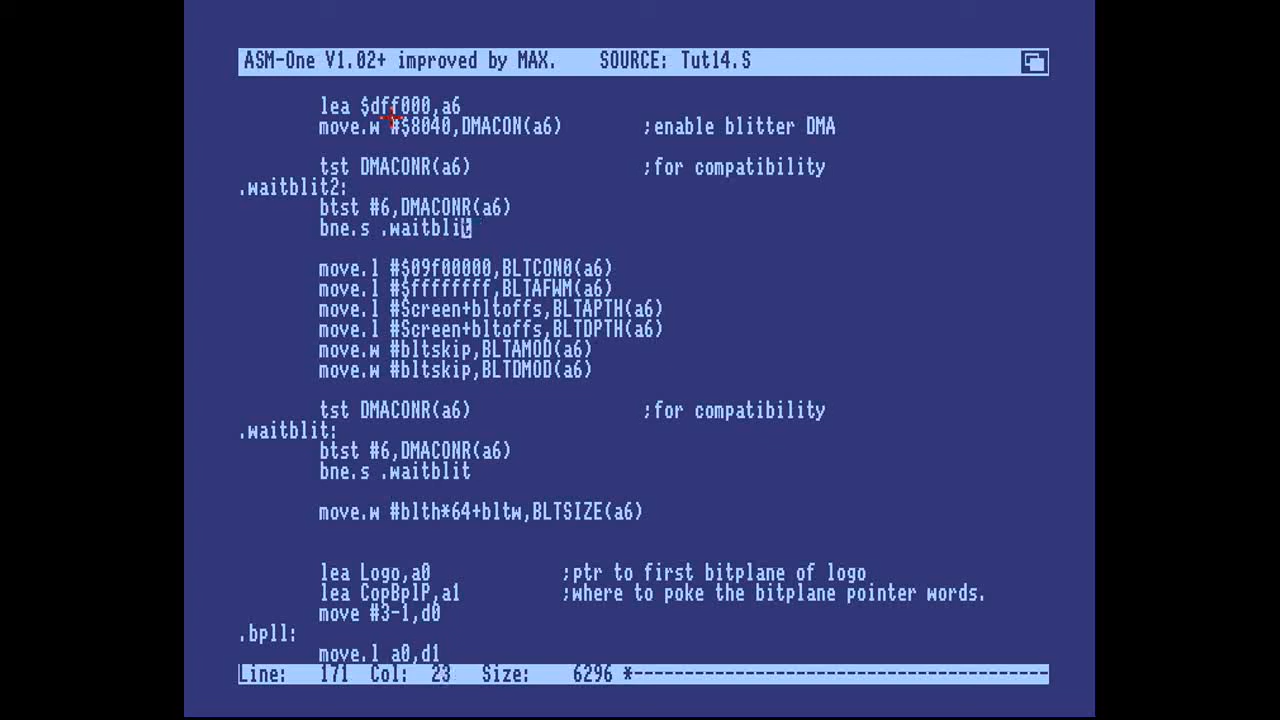 ASM-One V1.02+ improved by MAX.    SOURCE: Tut14.S
lea $dff000,a6
move.w #$8040,DMACON(a6)        ;enable blitter DMA
tst DMACONR(a6)                 ;for compatibility
.waitblit2:
btst #6,DMACONR(a6)
bne.s .waitblit
move.l #$09f00000,BLTCON0(a6)
move.l #$ffffffff,BLTAFWM(a6)
move.l #Screen+bltoffs,BLTAPTH(a6)
move.l #Screen+bltoffs,BLTDPTH(a6)
move.w #bltskip,BLTAMOD(a6)
move.w #bltskip,BLTDMOD(a6)
tst DMACONR(a6)                 ;for compatibility
.waitblit:
btst #6,DMACONR(a6)
bne.s .waitblit
move.w #blth*64+bltw,BLTSIZE(a6)
lea Logo,a0             ;ptr to first bitplane of logo
lea CopBplP,a1          ;where to poke the bitplane pointer words.
move #3-1,d0
.bpll:
move.l a0,d1
Line:   171  Col:  23   Size:    6296 *-----------------------------------------